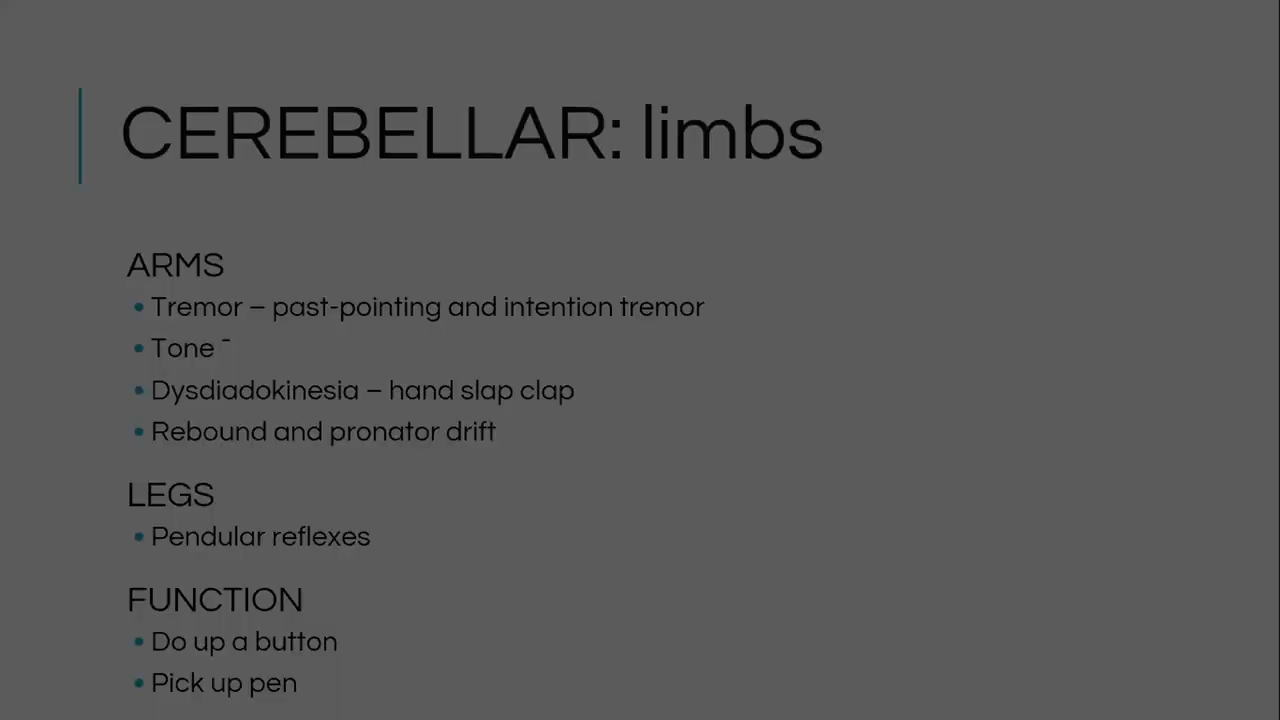 CEREBELLAR: limbs
ARMS
• Tremor – past-pointing and intention tremor
• Tone ¯
• Dysdiadokinesia – hand slap clap
• Rebound and pronator drift
LEGS
• Pendular reflexes
FUNCTION
• Do up a button
• Pick up pen